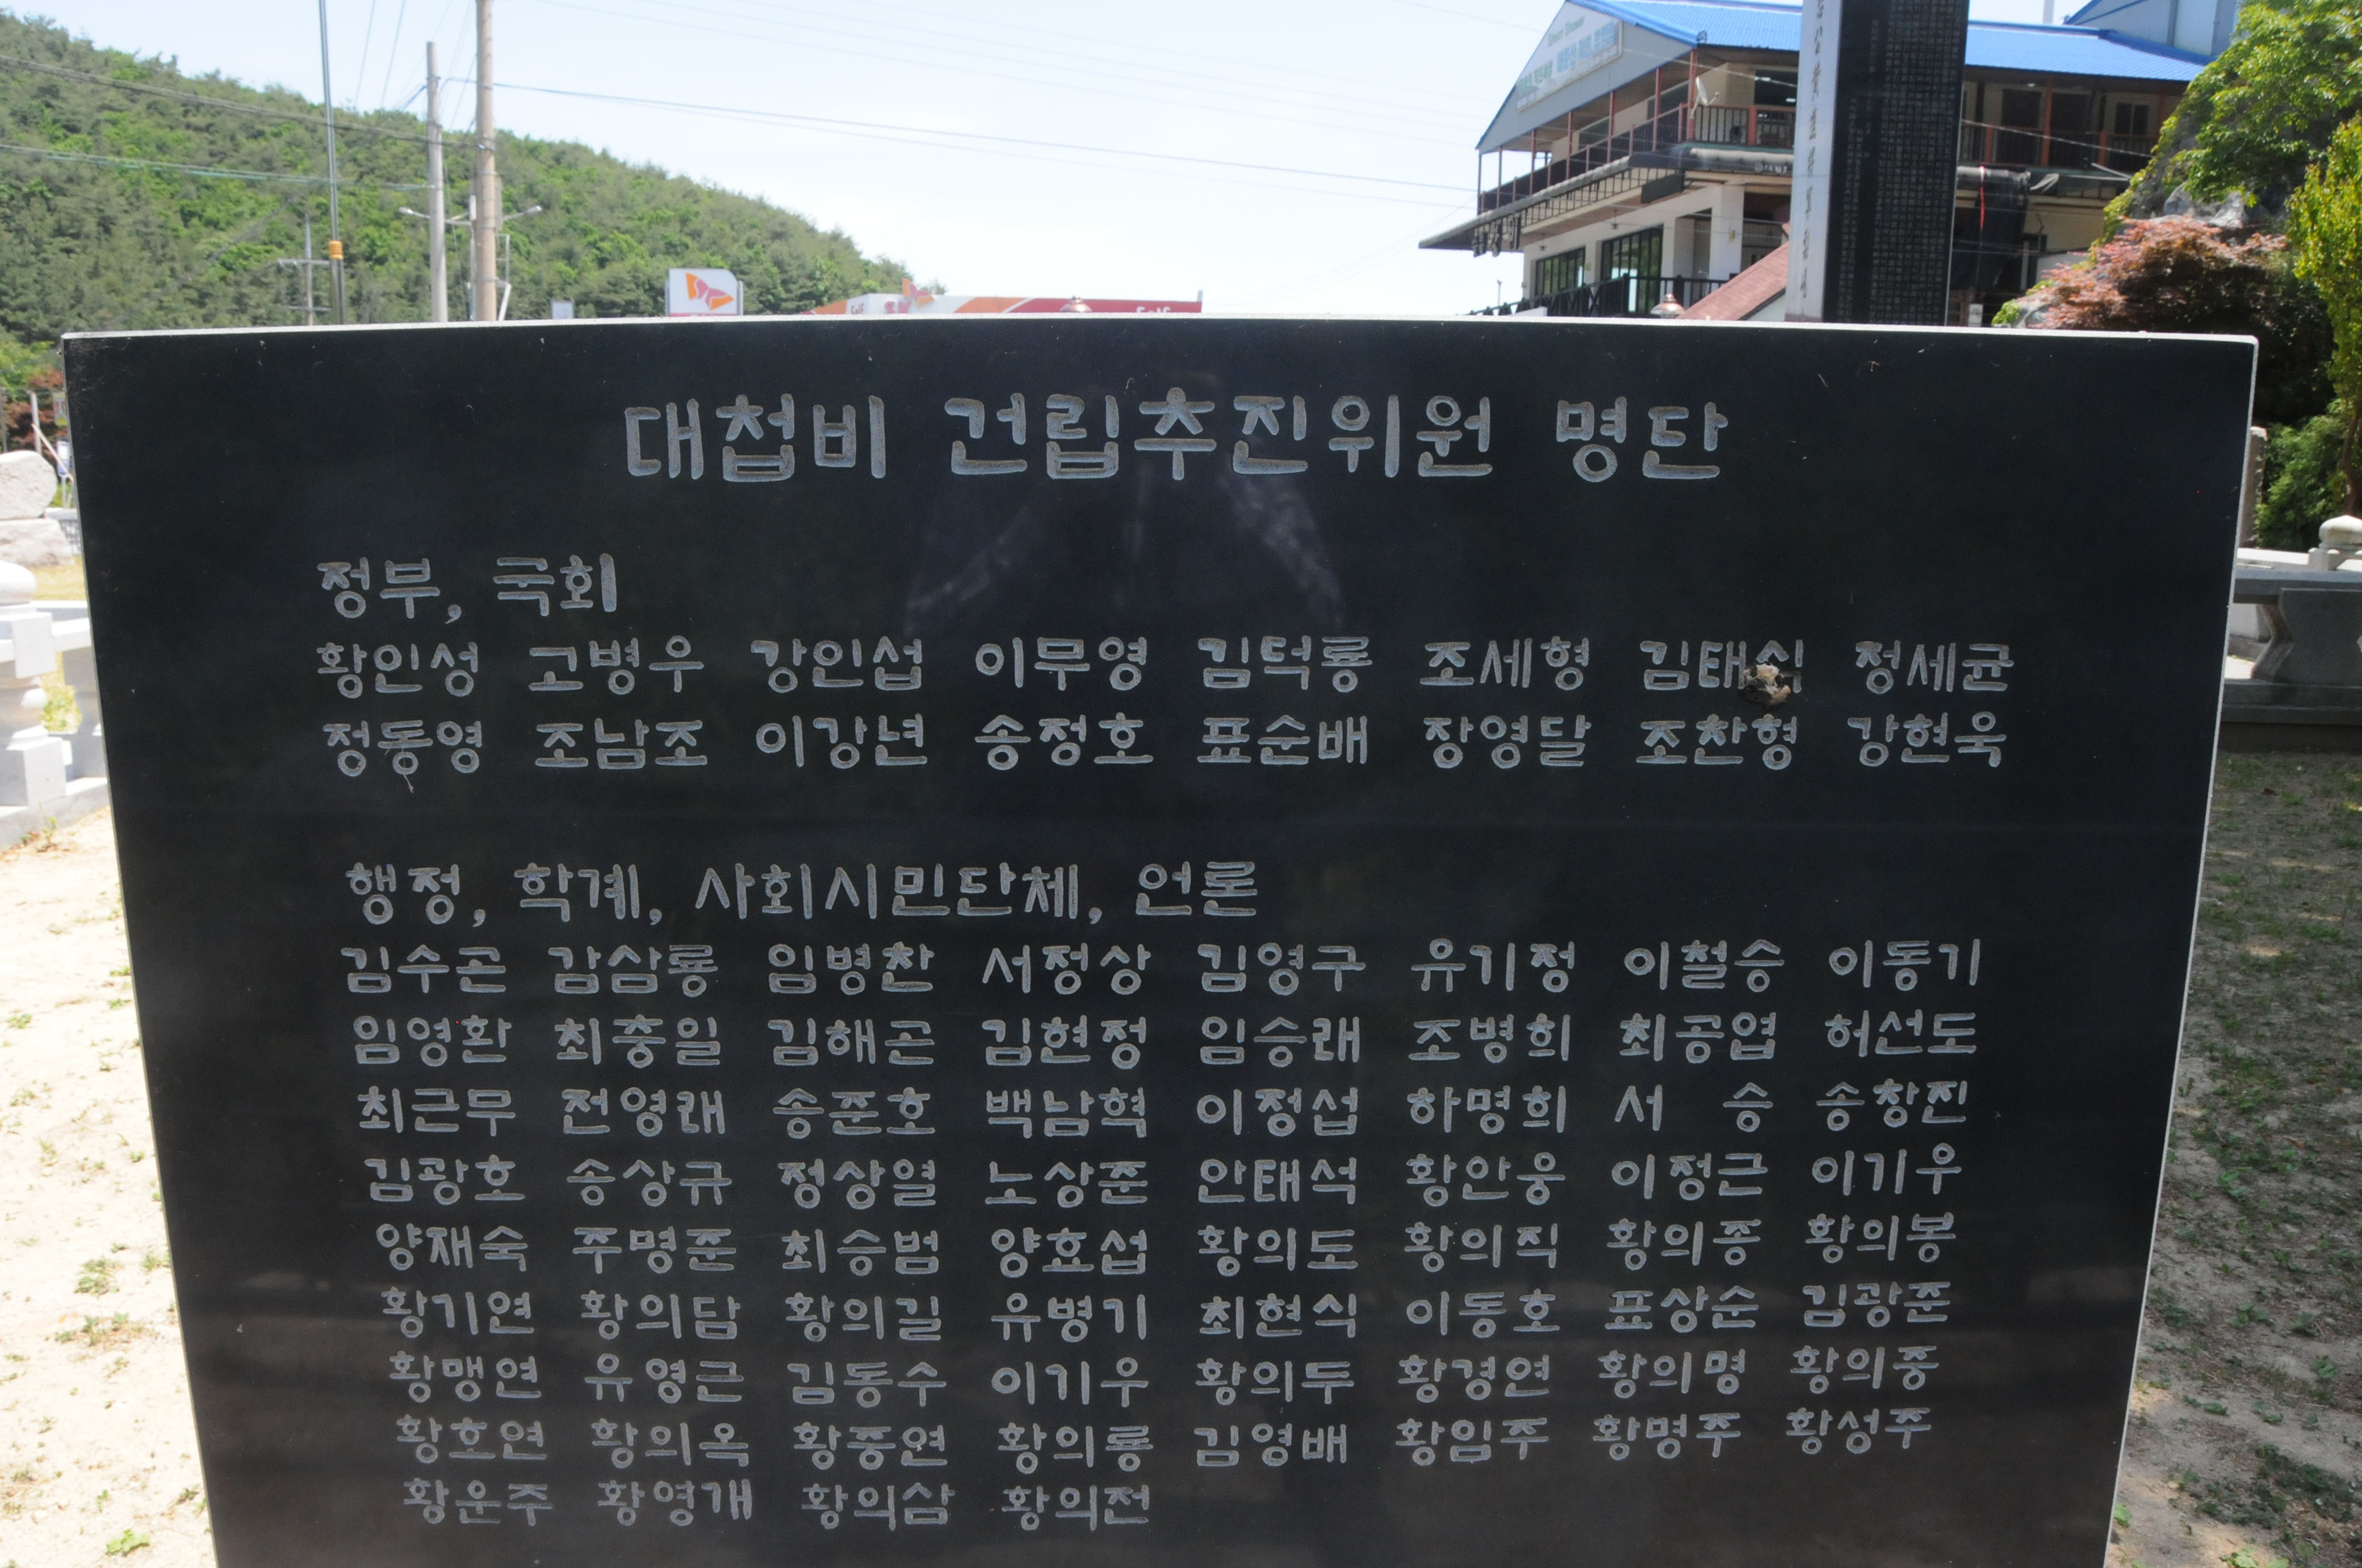 대첩비 건립추진위원 명단
정부, 국회
황인성 고병우 강인섭 이무영 김덕룡 조세형 김태식 정세균
정동영 조남조 이강년 송정호 표순배 장영달 조찬형 강현욱
행정, 학계, 사회시민단체, 언론
김수곤 감삼룡 임병찬 서정상 김영구 유기정 이철승 이동기
임영환 최충일 김해곤 김현정 임승래 조병희 최공엽 허선도
최근무 전영래 송준호 백남혁 이정섭 하명희 서 승 송창진
김광호 송상규 정상열 노상준 안태석 황안웅 이정근 이기우
양재숙 주명준 최승범 양효섭 황의도 황의직 황의종 황의봉
황기연 황의담 황의길 유병기 최현식 이동호 표상순 김광준
황맹연 유영근 김동수 이기우 황의두 황경연 황의명 황의중
황호연 황의옥 황중연 황의룡 김영배 황임주 황명주 황성주
황운주 황영개 황의삼 황의전